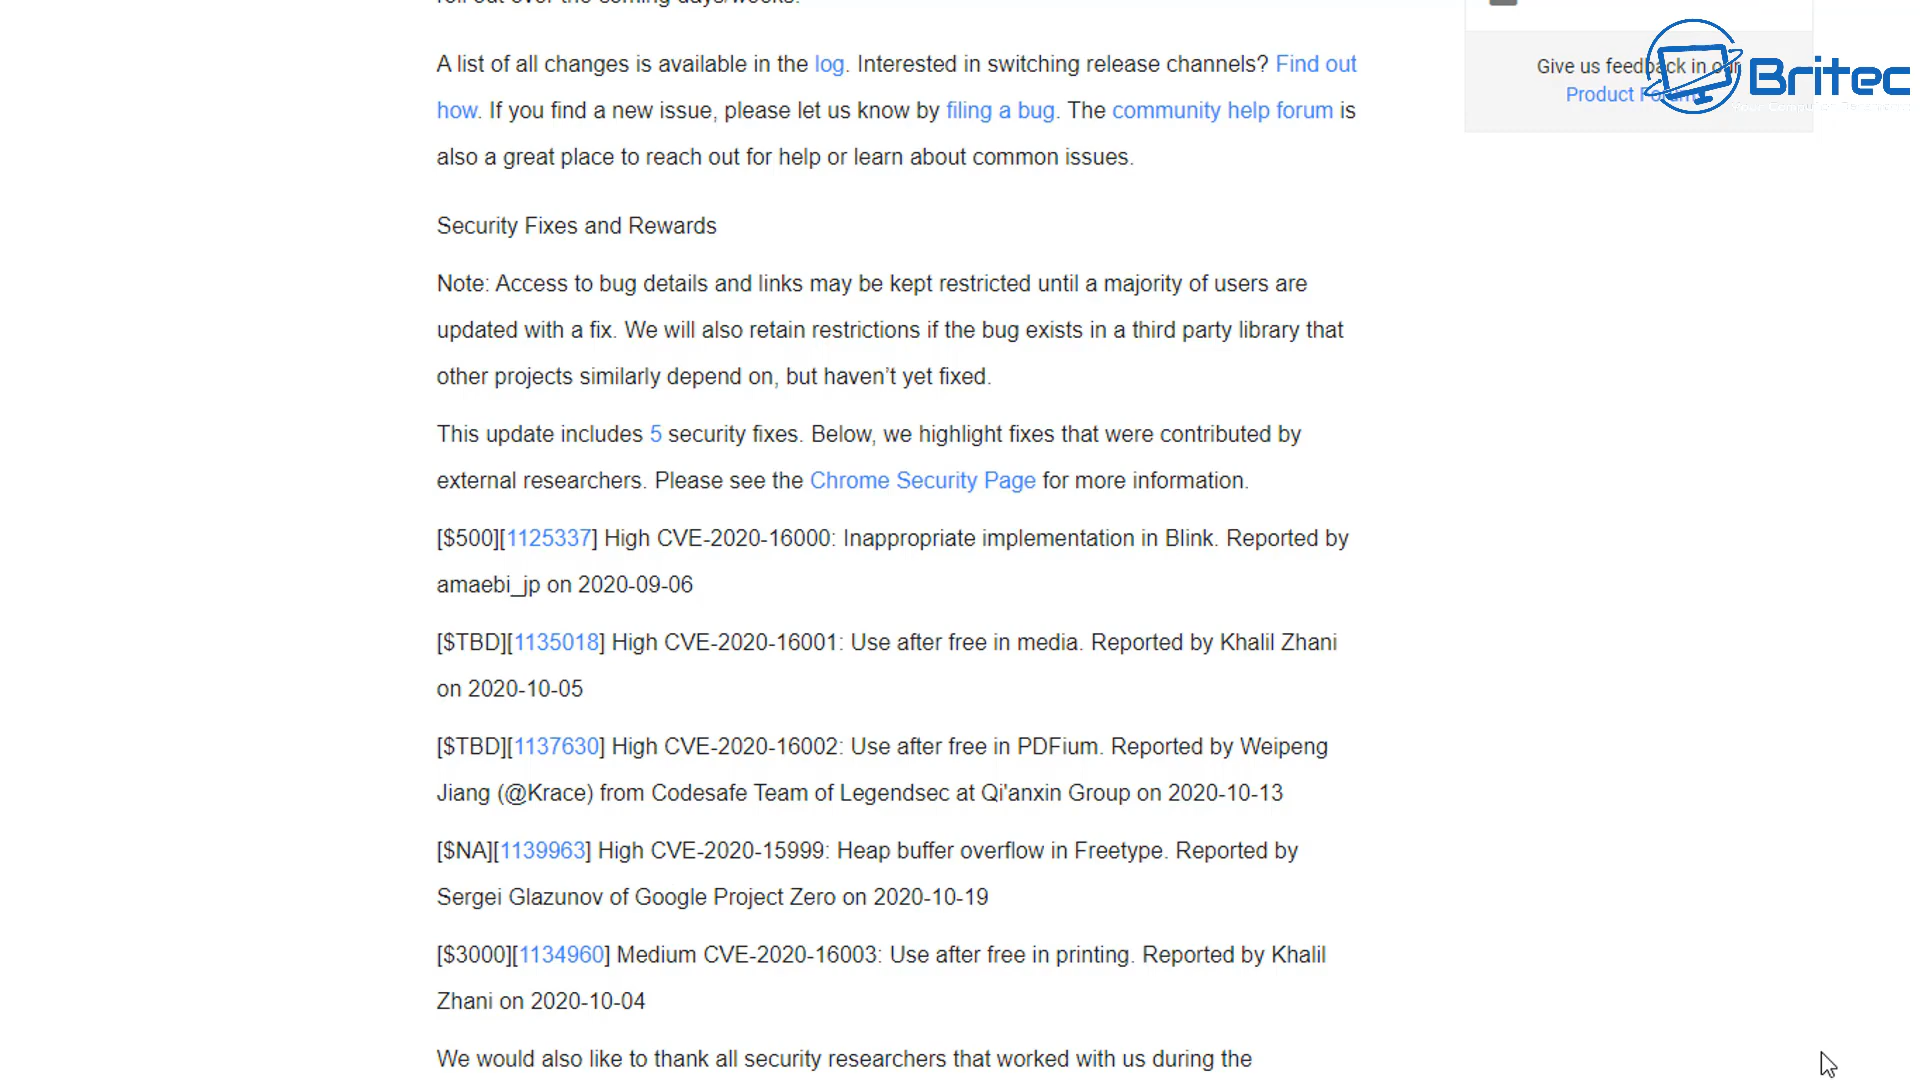 A list of all changes is available in the log. Interested in switching release channels? Find out
how. If you find a new issue, please let us know by filing a bug. The community help forum is
also a great place to reach out for help or learn about common issues.
Security Fixes and Rewards
Note: Access to bug details and links may be kept restricted until a majority of users are
updated with a fix. We will also retain restrictions if the bug exists in a third party library that
other projects similarly depend on, but haven’t yet fixed.
This update includes 5 security fixes. Below, we highlight fixes that were contributed by
external researchers. Please see the Chrome Security Page for more information.
[$500][1125337] High CVE-2020-16000: Inappropriate implementation in Blink. Reported by
amaebi_jp on 2020-09-06
[$TBD][1135018] High CVE-2020-16001: Use after free in media. Reported by Khalil Zhani
on 2020-10-05
[$TBD][1137630] High CVE-2020-16002: Use after free in PDFium. Reported by Weipeng
Jiang (@Krace) from Codesafe Team of Legendsec at Qi'anxin Group on 2020-10-13
[$NA][1139963] High CVE-2020-15999: Heap buffer overflow in Freetype. Reported by
Sergei Glazunov of Google Project Zero on 2020-10-19
[$3000][1134960] Medium CVE-2020-16003: Use after free in printing. Reported by Khalil
Zhani on 2020-10-04
We would also like to thank all security researchers that worked with us during the
Give us feedback in our
Product
Britec